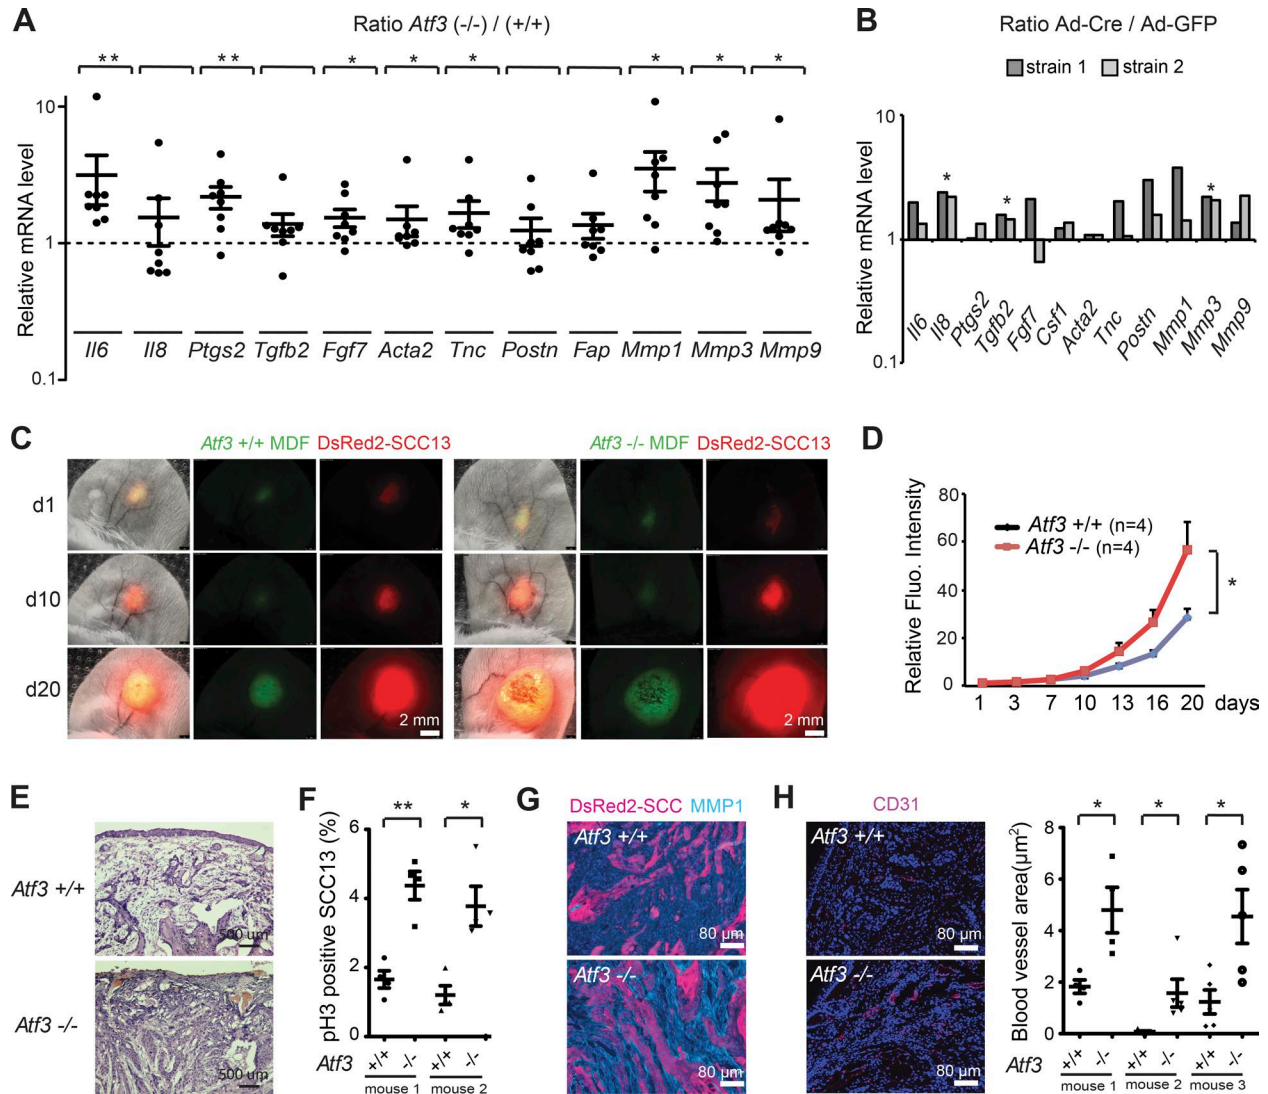 A
Ratio Atf3 (-/-) / (+/+)
** ** * * * * * *
Relative mRNA level
10
1
0.1
Il6 Il8 Ptgs2 Tgfb2 Fgf7 Acta2 Tnc Postn Fap Mmp1 Mmp3 Mmp9
B
Ratio Ad-Cre / Ad-GFP
strain 1 strain 2
Relative mRNA level
10
1
0.1
* * *
Il6 Il8 Ptgs2 Tgfb2 Fgf7 Csf1 Acta2 Tnc Postn Mmp1 Mmp3 Mmp9
C
Atf3 +/+ MDF DsRed2-SCC13 Atf3 -/- MDF DsRed2-SCC13
d1
d10
d20
2 mm 2 mm
D
Relative Fluo. Intensity
80
60
40
20
0
Atf3 +/+ (n=4)
Atf3 -/- (n=4)
*
1 3 7 10 13 16 20 days
E
Atf3 +/+
500 um
Atf3 -/-
500 um
F
pH3 positive SCC13 (%)
6
4
2
0
** *
Atf3 +/+ -/- +/+ -/-
mouse 1 mouse 2
G
DsRed2-SCC MMP1
Atf3 +/+
80 µm
Atf3 -/-
80 µm
H
CD31
Atf3 +/+
80 µm
Atf3 -/-
80 µm
Blood vessel area(µm2)
8
6
4
2
0
* * *
Atf3 +/+ -/- +/+ -/- +/+ -/-
mouse 1 mouse 2 mouse 3